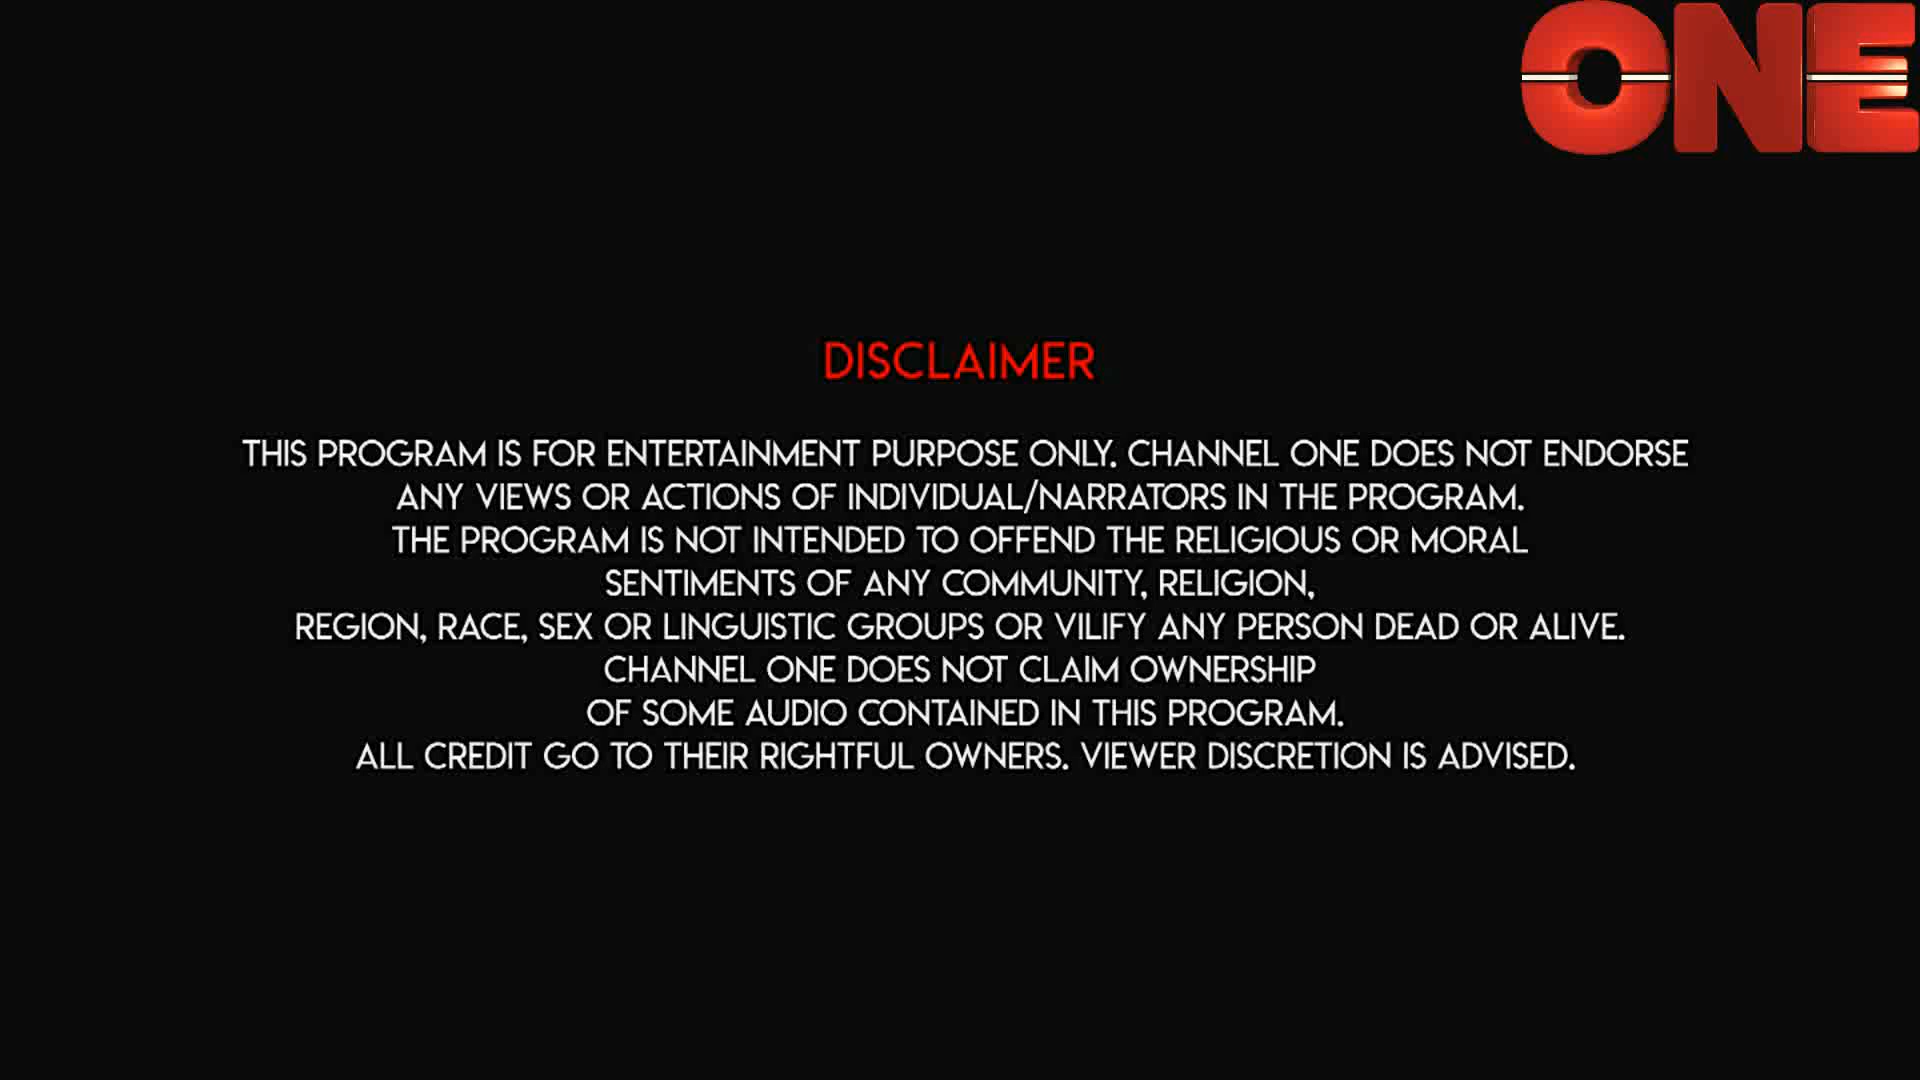 ONE
DISCLAIMER
THIS PROGRAM IS FOR ENTERTAINMENT PURPOSE ONLY. CHANNEL ONE DOES NOT ENDORSE
ANY VIEWS OR ACTIONS OF INDIVIDUAL/NARRATORS IN THE PROGRAM.
THE PROGRAM IS NOT INTENDED TO OFFEND THE RELIGIOUS OR MORAL
SENTIMENTS OF ANY COMMUNITY, RELIGION,
REGION, RACE, SEX OR LINGUISTIC GROUPS OR VILIFY ANY PERSON DEAD OR ALIVE.
CHANNEL ONE DOES NOT CLAIM OWNERSHIP
OF SOME AUDIO CONTAINED IN THIS PROGRAM.
ALL CREDIT GO TO THEIR RIGHTFUL OWNERS. VIEWER DISCRETION IS ADVISED.